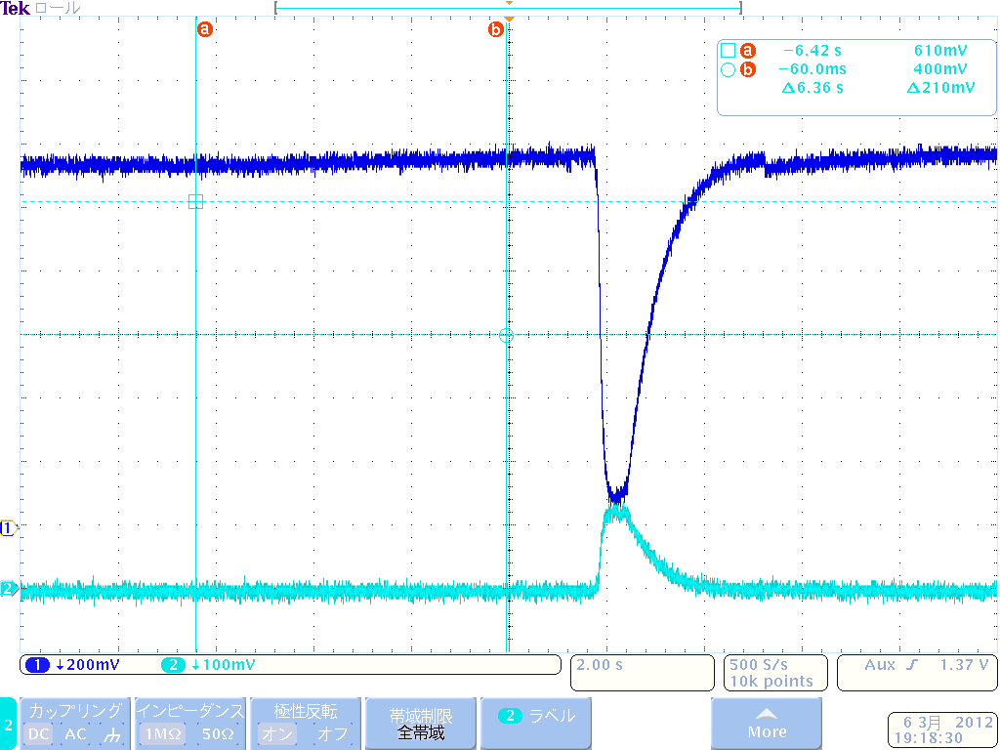 Tek ロール
a
b
a −6.42 s 610mV
b −60.0ms 400mV
Δ6.36 s Δ210mV
1
2
1 ↓200mV 2 ↓100mV
2.00 s
500 S/s
10k points
Aux 1.37 V
2
カップリング
DC AC
インピーダンス
1MΩ 50Ω
極性反転
オン オフ
帯域制限
全帯域
2 ラベル
More
6 3月 2012
19:18:30